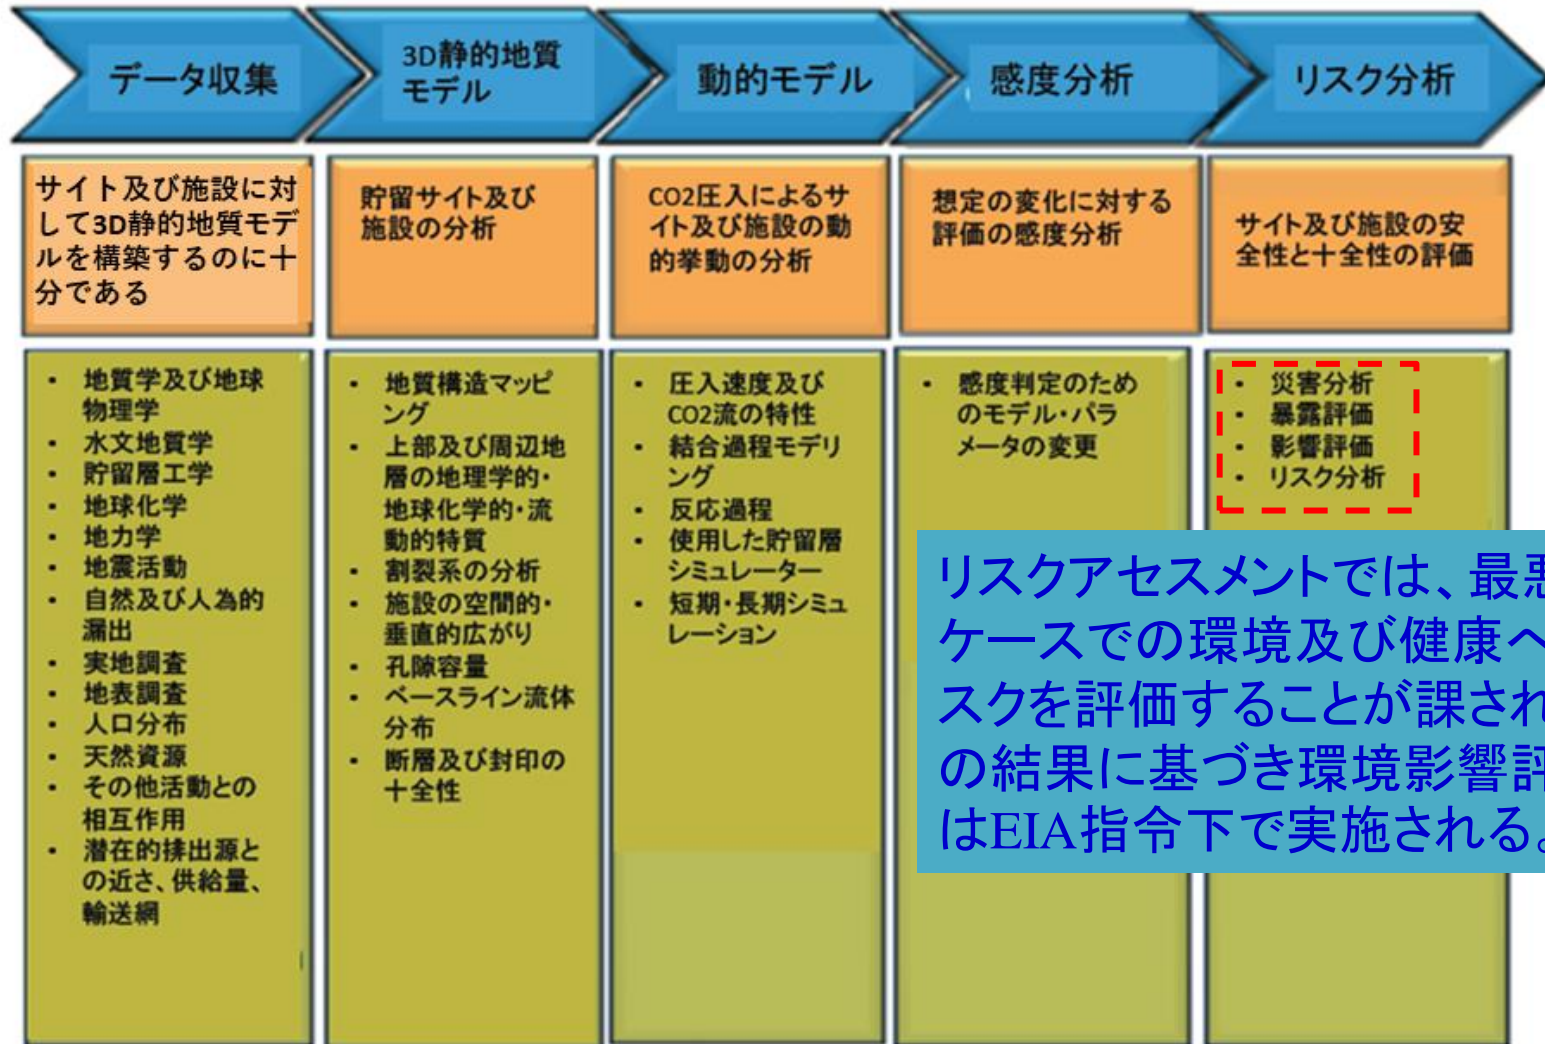 データ収集
3D静的地質
モデル
動的モデル
感度分析
リスク分析
サイト及び施設に対
して3D静的地質モデ
ルを構築するのに十
分である
貯留サイト及び
施設の分析
CO2圧入によるサ
イト及び施設の動
的挙動の分析
想定の変化に対する
評価の感度分析
サイト及び施設の安
全性と十全性の評価
・ 地質学及び地球
物理学
・ 水文地質学
・ 貯留層工学
・ 地球化学
・ 地力学
・ 地震活動
・ 自然及び人為的
漏出
・ 実地調査
・ 地表調査
・ 人口分布
・ 天然資源
・ その他活動との
相互作用
・ 潜在的排出源と
の近さ、供給量、
輸送網
・ 地質構造マッピ
ング
・ 上部及び周辺地
層の地理学的・
地球化学的・流
動的特質
・ 割裂系の分析
・ 施設の空間的・
垂直的広がり
・ 孔隙容量
・ ベースライン流体
分布
・ 断層及び封印の
十全性
・ 圧入速度及び
CO2流の特性
・ 結合過程モデリ
ング
・ 反応過程
・ 使用した貯留層
シミュレーター
・ 短期・長期シミュ
レーション
・ 感度判定のため
のモデル・パラ
メータの変更
・ 災害分析
・ 暴露評価
・ 影響評価
・ リスク分析
リスクアセスメントでは、最悪
ケースでの環境及び健康へ
スクを評価することが課され
の結果に基づき環境影響評
はEIA指令下で実施される。